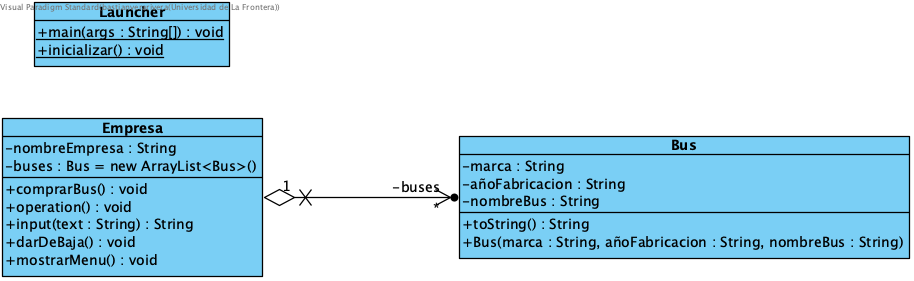 Visual Paradigm Standard(bastianvenezivera(Universidad de La Frontera))
Launcher
+main(args : String[]) : void
+inicializar() : void
Empresa
-nombreEmpresa : String
-buses : Bus = new ArrayList<Bus>()
+comprarBus() : void
+operation() : void
+input(text : String) : String
+darDeBaja() : void
+mostrarMenu() : void
1
-buses
*
Bus
-marca : String
-añoFabricacion : String
-nombreBus : String
+toString() : String
+Bus(marca : String, añoFabricacion : String, nombreBus : String)